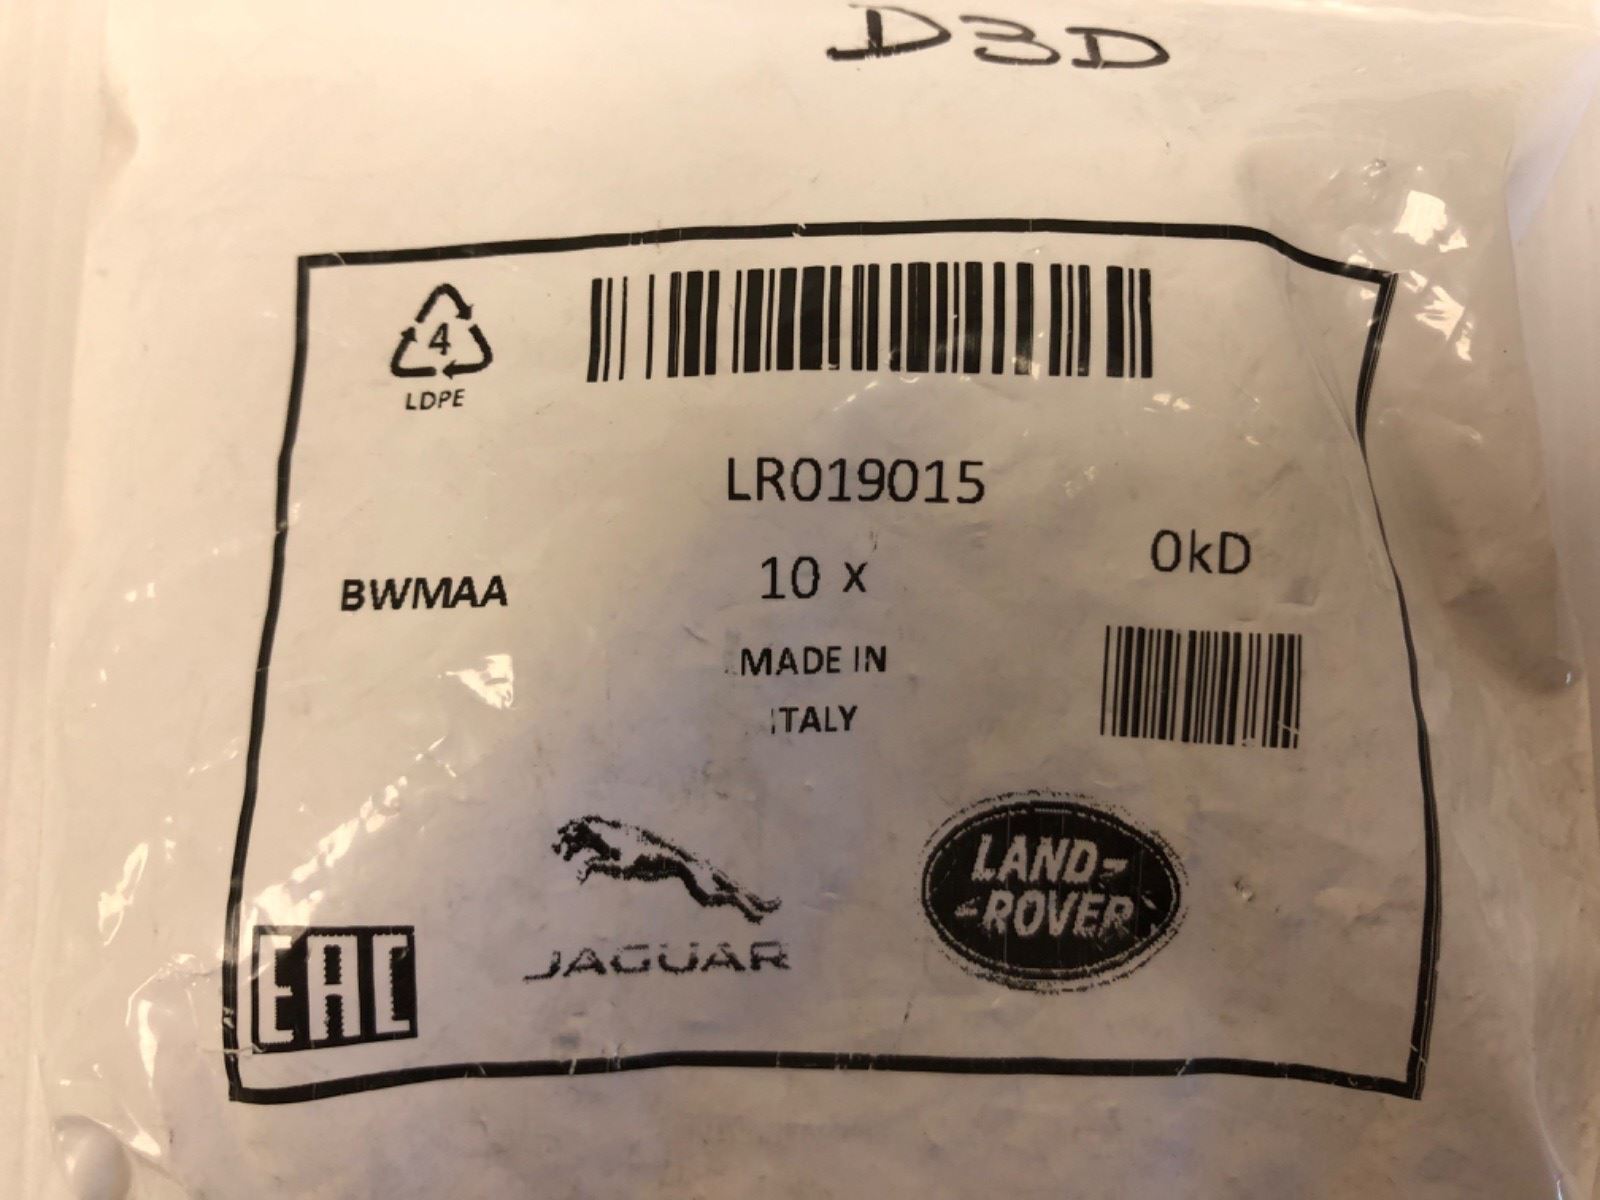 D3D
4
LDPE
LR019015
0kD
10 x
BWMAA
MADE IN
ITALY
LAND-
-ROVER
JAGUAR
EAC